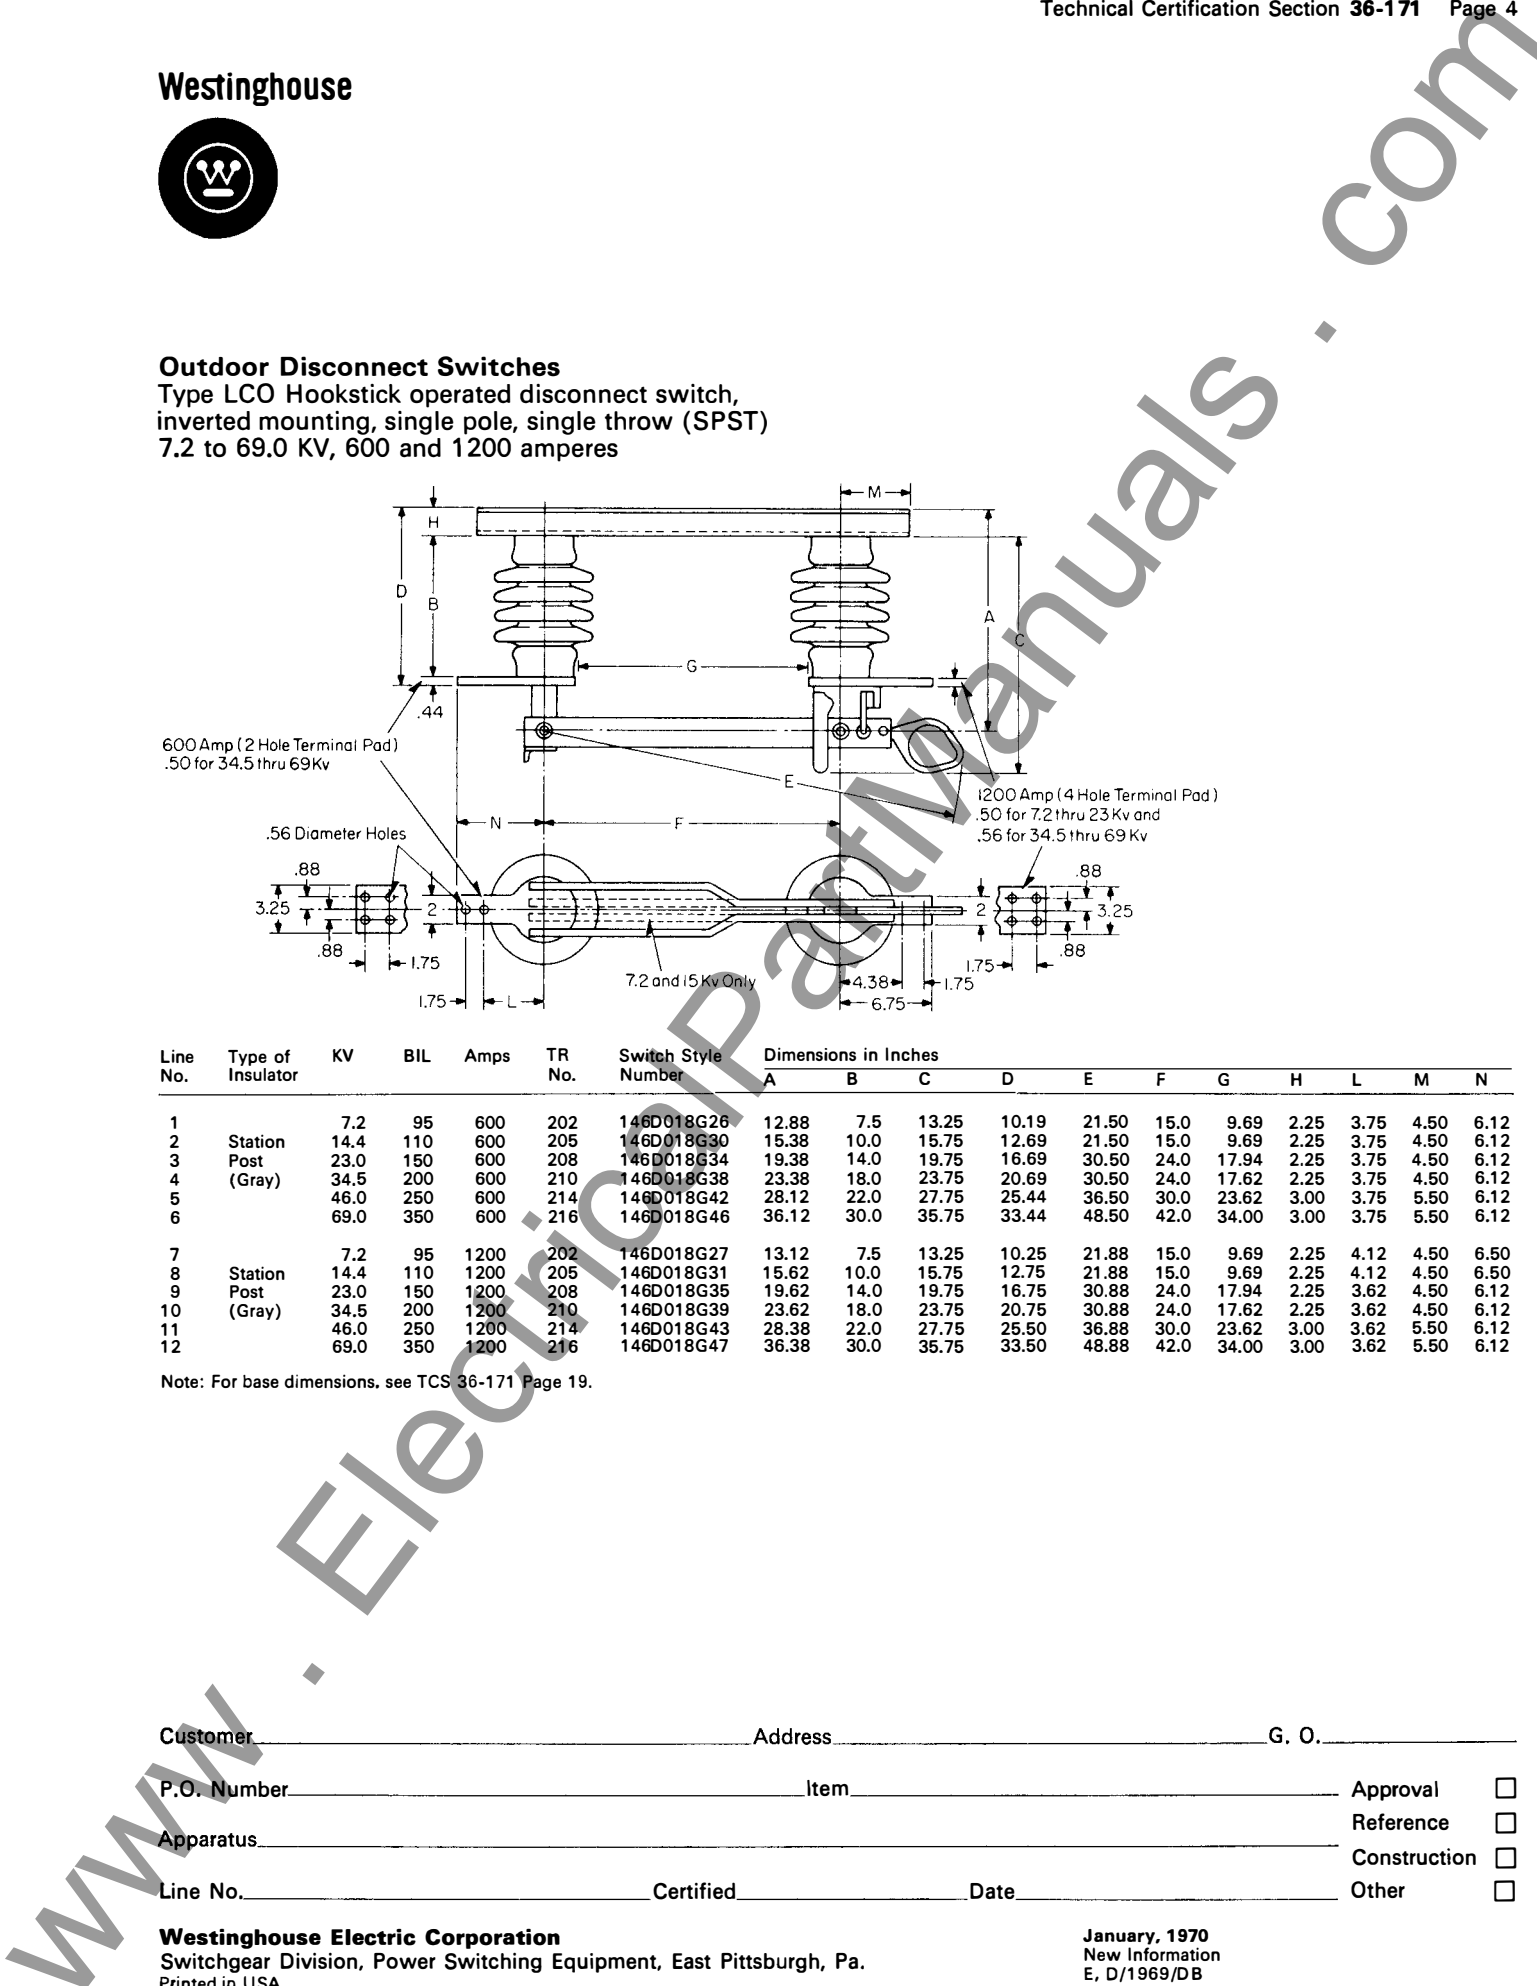 Technical Certification Section 36-171 Page 4
Westinghouse
W
Outdoor Disconnect Switches
Type LCO Hookstick operated disconnect switch,
inverted mounting, single pole, single throw (SPST)
7.2 to 69.0 KV, 600 and 1200 amperes
M
H
D
B
A
C
G
.44
600 Amp (2 Hole Terminal Pad)
.50 for 34.5 thru 69Kv
E
1200 Amp (4 Hole Terminal Pad)
.50 for 7.2 thru 23 Kv and
.56 for 34.5 thru 69 Kv
N
F
.56 Diameter Holes
.88
3.25
.88
1.75
2
1.75
L
7.2 and 15 Kv Only
4.38
1.75
6.75
2
.88
3.25
.88
1.75
Line No. Type of Insulator KV BIL Amps TR No. Switch Style Number Dimensions in Inches
A B C D E F G H L M N
1 7.2 95 600 202 146D018G26 12.88 7.5 13.25 10.19 21.50 15.0 9.69 2.25 3.75 4.50 6.12
2 Station 14.4 110 600 205 146D018G30 15.38 10.0 15.75 12.69 21.50 15.0 9.69 2.25 3.75 4.50 6.12
3 Post 23.0 150 600 208 146D018G34 19.38 14.0 19.75 16.69 30.50 24.0 17.94 2.25 3.75 4.50 6.12
4 (Gray) 34.5 200 600 210 146D018G38 23.38 18.0 23.75 20.69 30.50 24.0 17.62 2.25 3.75 4.50 6.12
5 46.0 250 600 214 146D018G42 28.12 22.0 27.75 25.44 36.50 30.0 23.62 3.00 3.75 5.50 6.12
6 69.0 350 600 216 146D018G46 36.12 30.0 35.75 33.44 48.50 42.0 34.00 3.00 3.75 5.50 6.12
7 7.2 95 1200 202 146D018G27 13.12 7.5 13.25 10.25 21.88 15.0 9.69 2.25 4.12 4.50 6.50
8 Station 14.4 110 1200 205 146D018G31 15.62 10.0 15.75 12.75 21.88 15.0 9.69 2.25 4.12 4.50 6.50
9 Post 23.0 150 1200 208 146D018G35 19.62 14.0 19.75 16.75 30.88 24.0 17.94 2.25 3.62 4.50 6.12
10 (Gray) 34.5 200 1200 210 146D018G39 23.62 18.0 23.75 20.75 30.88 24.0 17.62 2.25 3.62 4.50 6.12
11 46.0 250 1200 214 146D018G43 28.38 22.0 27.75 25.50 36.88 30.0 23.62 3.00 3.62 5.50 6.12
12 69.0 350 1200 216 146D018G47 36.38 30.0 35.75 33.50 48.88 42.0 34.00 3.00 3.62 5.50 6.12
Note: For base dimensions, see TCS 36-171 Page 19.
Customer Address G. O.
P.O. Number Item Approval
Reference
Apparatus
Construction
Line No. Certified Date Other
Westinghouse Electric Corporation
Switchgear Division, Power Switching Equipment, East Pittsburgh, Pa.
Printed in USA
January, 1970
New Information
E, D/1969/DB
www . ElectricalPartManuals . com